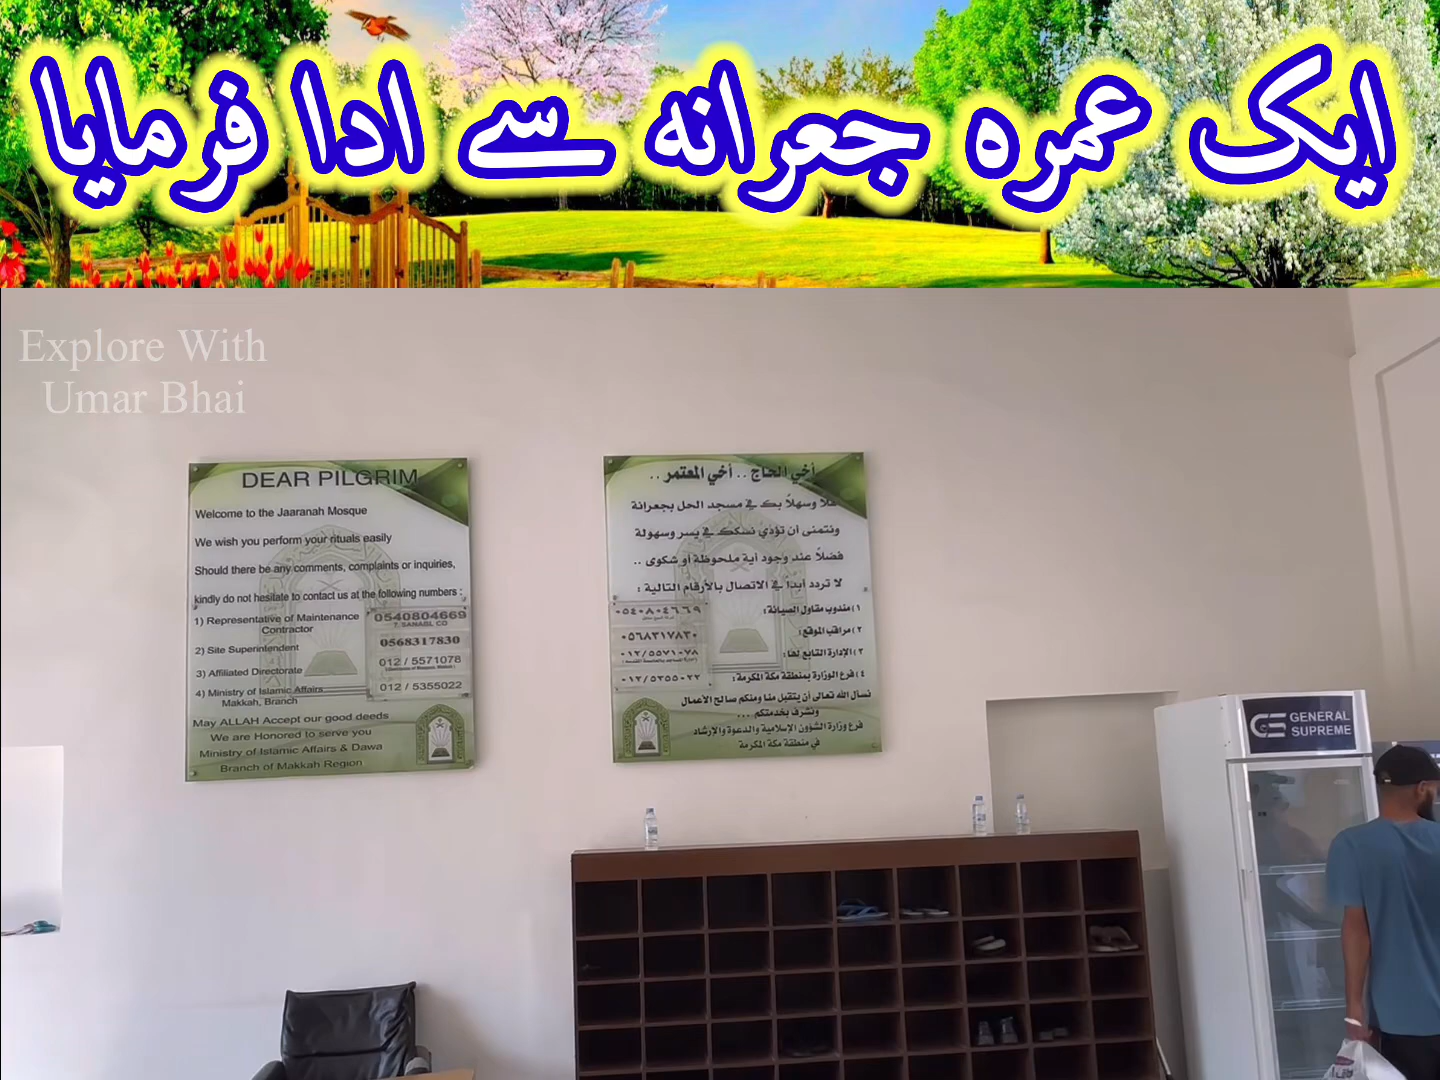 ایک عمرہ جعرانہ سے ادا فرمایا
Explore With
Umar Bhai
DEAR PILGRIM
Welcome to the Jaaranah Mosque
We wish you perform your rituals easily
Should there be any comments, complaints or inquiries,
kindly do not hesitate to contact us at the following numbers :
1) Representative of Maintenance Contractor
0540804669
2) Site Superintendent
0568317830
3) Affiliated Directorate
012 / 5571078
4) Ministry of Islamic Affairs
Makkah, Branch
012 / 5355022
May ALLAH Accept our good deeds
We are Honored to serve you
Ministry of Islamic Affairs & Dawa
Branch of Makkah Region
أخي الحاج .. أخي المعتمر ..
وسهلاً بك في مسجد الحل بجعرانة
ونتمنى أن تؤدي نسكك في يسر وسهولة
فضلاً عند وجود أية ملحوظة أو شكوى ..
لا تردد أبداً في الاتصال بالأرقام التالية :
١) مندوب مقاول الصيانة:
٠٥٤٠٨٠٤٦٦٩
٢) مراقب الموقع:
٠٥٦٨٣١٧٨٣٠
٣) الإدارة التابع لها:
٠١٢/٥٥٧١٠٧٨
٤) فرع الوزارة بمنطقة مكة المكرمة:
٠١٢/٥٣٥٥٠٢٢
نسأل الله تعالى أن يتقبل منا ومنكم صالح الأعمال
ونشرف بخدمتكم ...
فرع وزارة الشؤون الإسلامية والدعوة والإرشاد
في منطقة مكة المكرمة
GENERAL
SUPREME